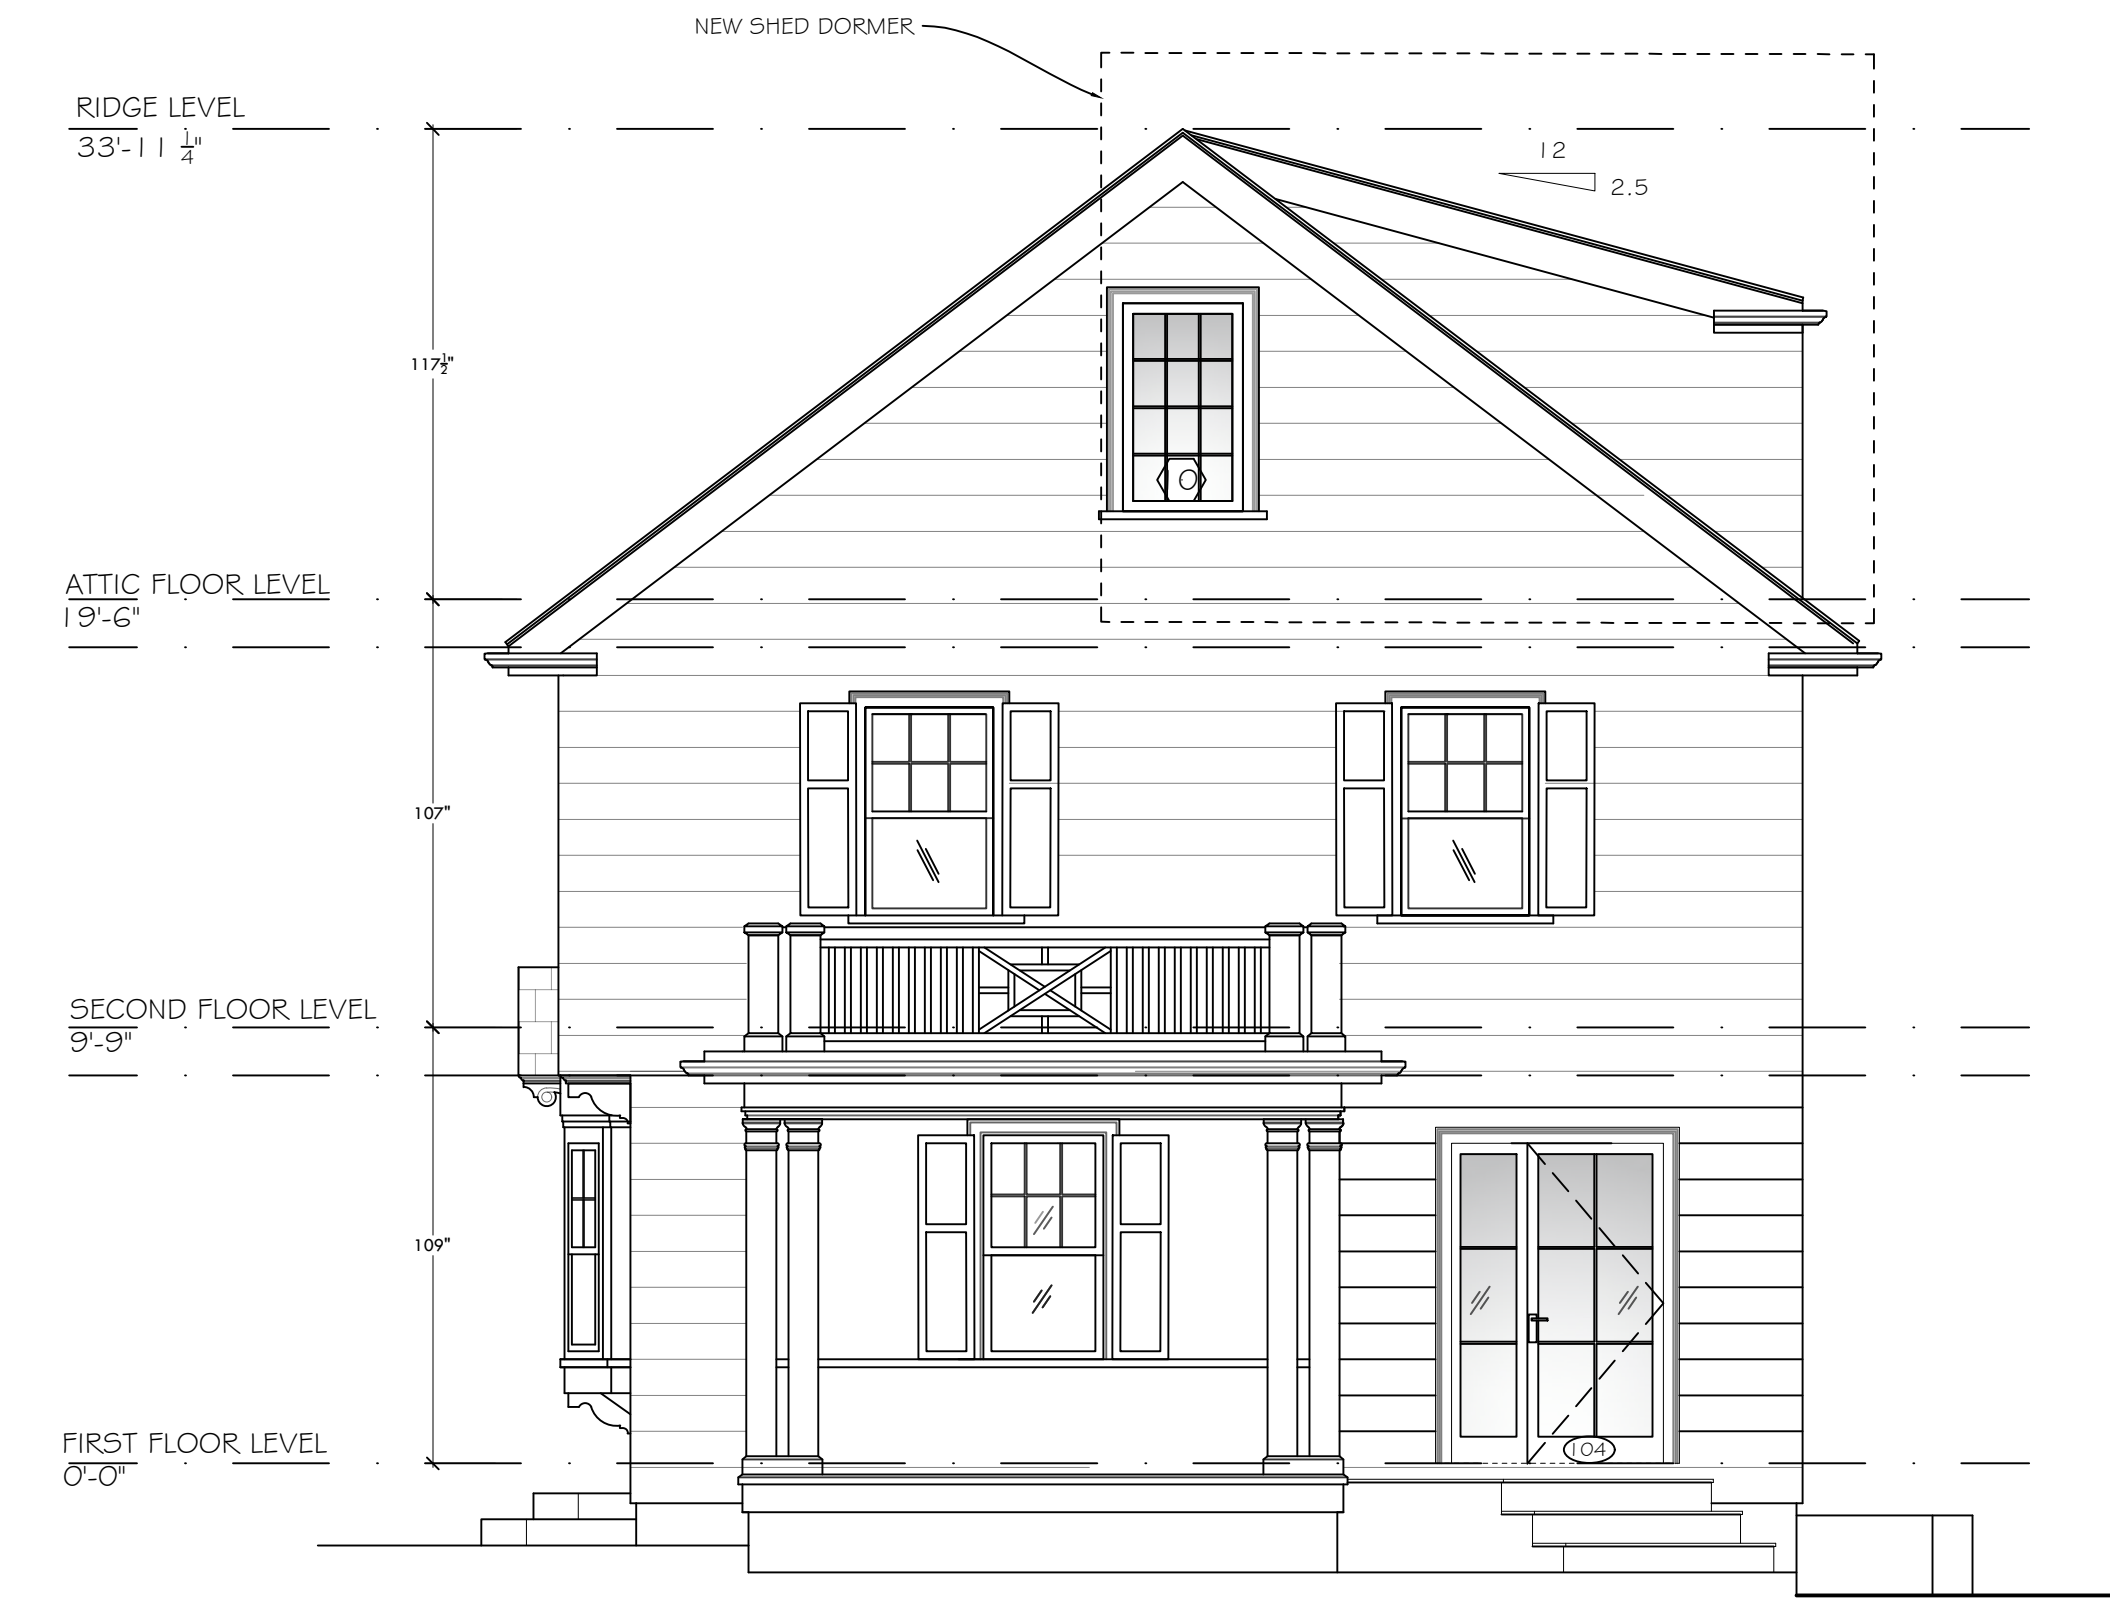 NEW SHED DORMER
RIDGE LEVEL
33'-11 1/4"
12
2.5
117 1/2"
ATTIC FLOOR LEVEL
19'-6"
107"
SECOND FLOOR LEVEL
9'-9"
109"
FIRST FLOOR LEVEL
0'-0"
104